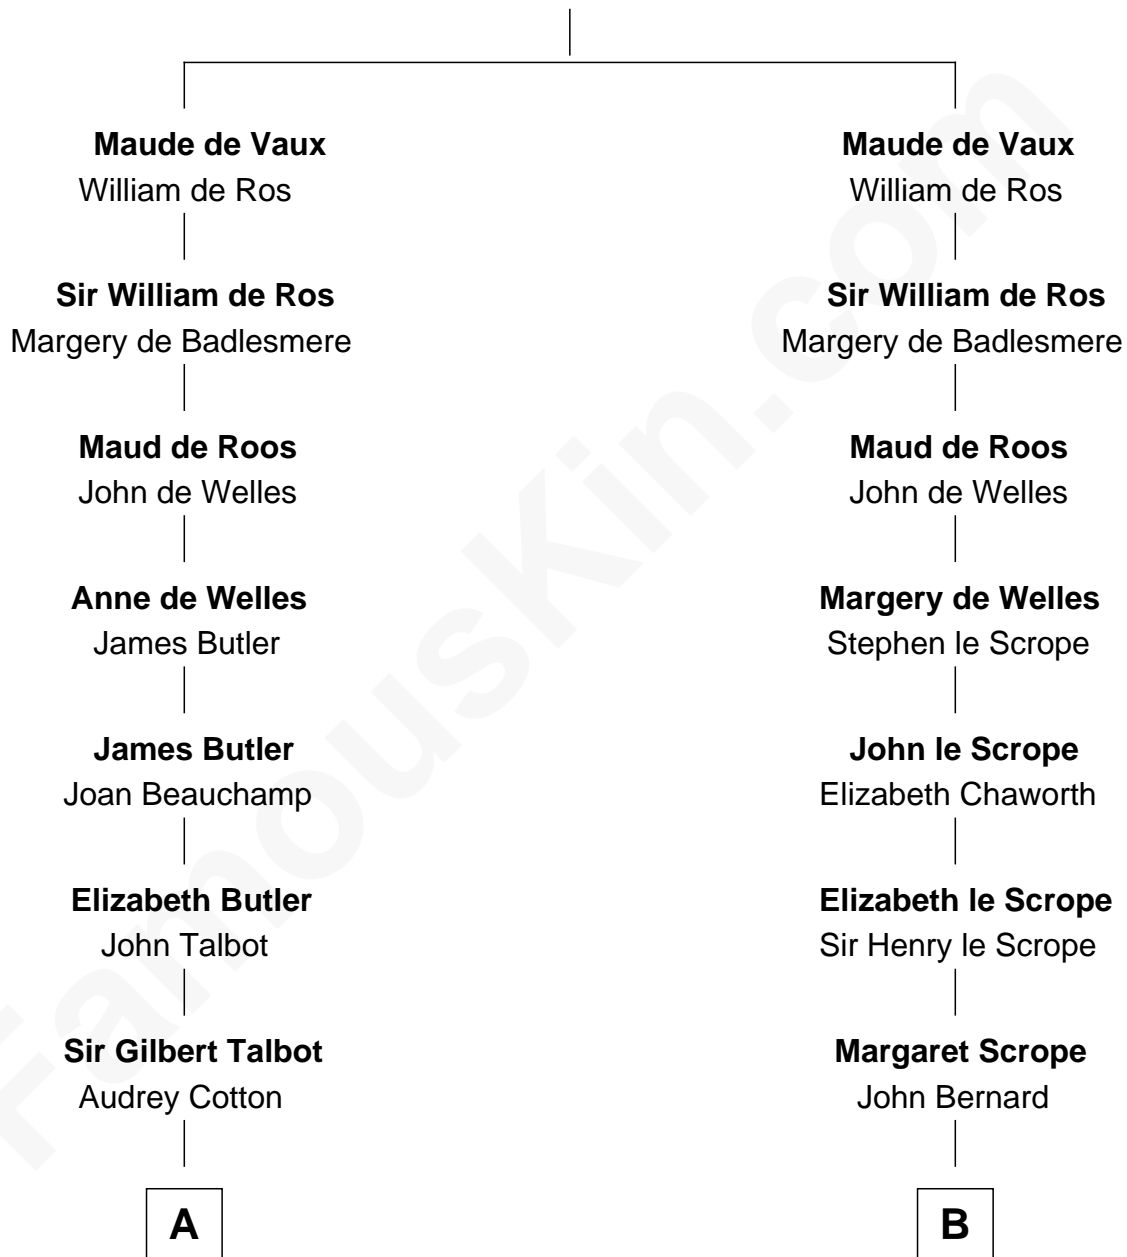 Maude de Vaux
William de Ros
Sir William de Ros
Margery de Badlesmere
Maud de Roos
John de Welles
Anne de Welles
James Butler
James Butler
Joan Beauchamp
Elizabeth Butler
John Talbot
Sir Gilbert Talbot
Audrey Cotton
A
Maude de Vaux
William de Ros
Sir William de Ros
Margery de Badlesmere
Maud de Roos
John de Welles
Margery de Welles
Stephen le Scrope
John le Scrope
Elizabeth Chaworth
Elizabeth le Scrope
Sir Henry le Scrope
Margaret Scrope
John Bernard
B
FamousKin.com